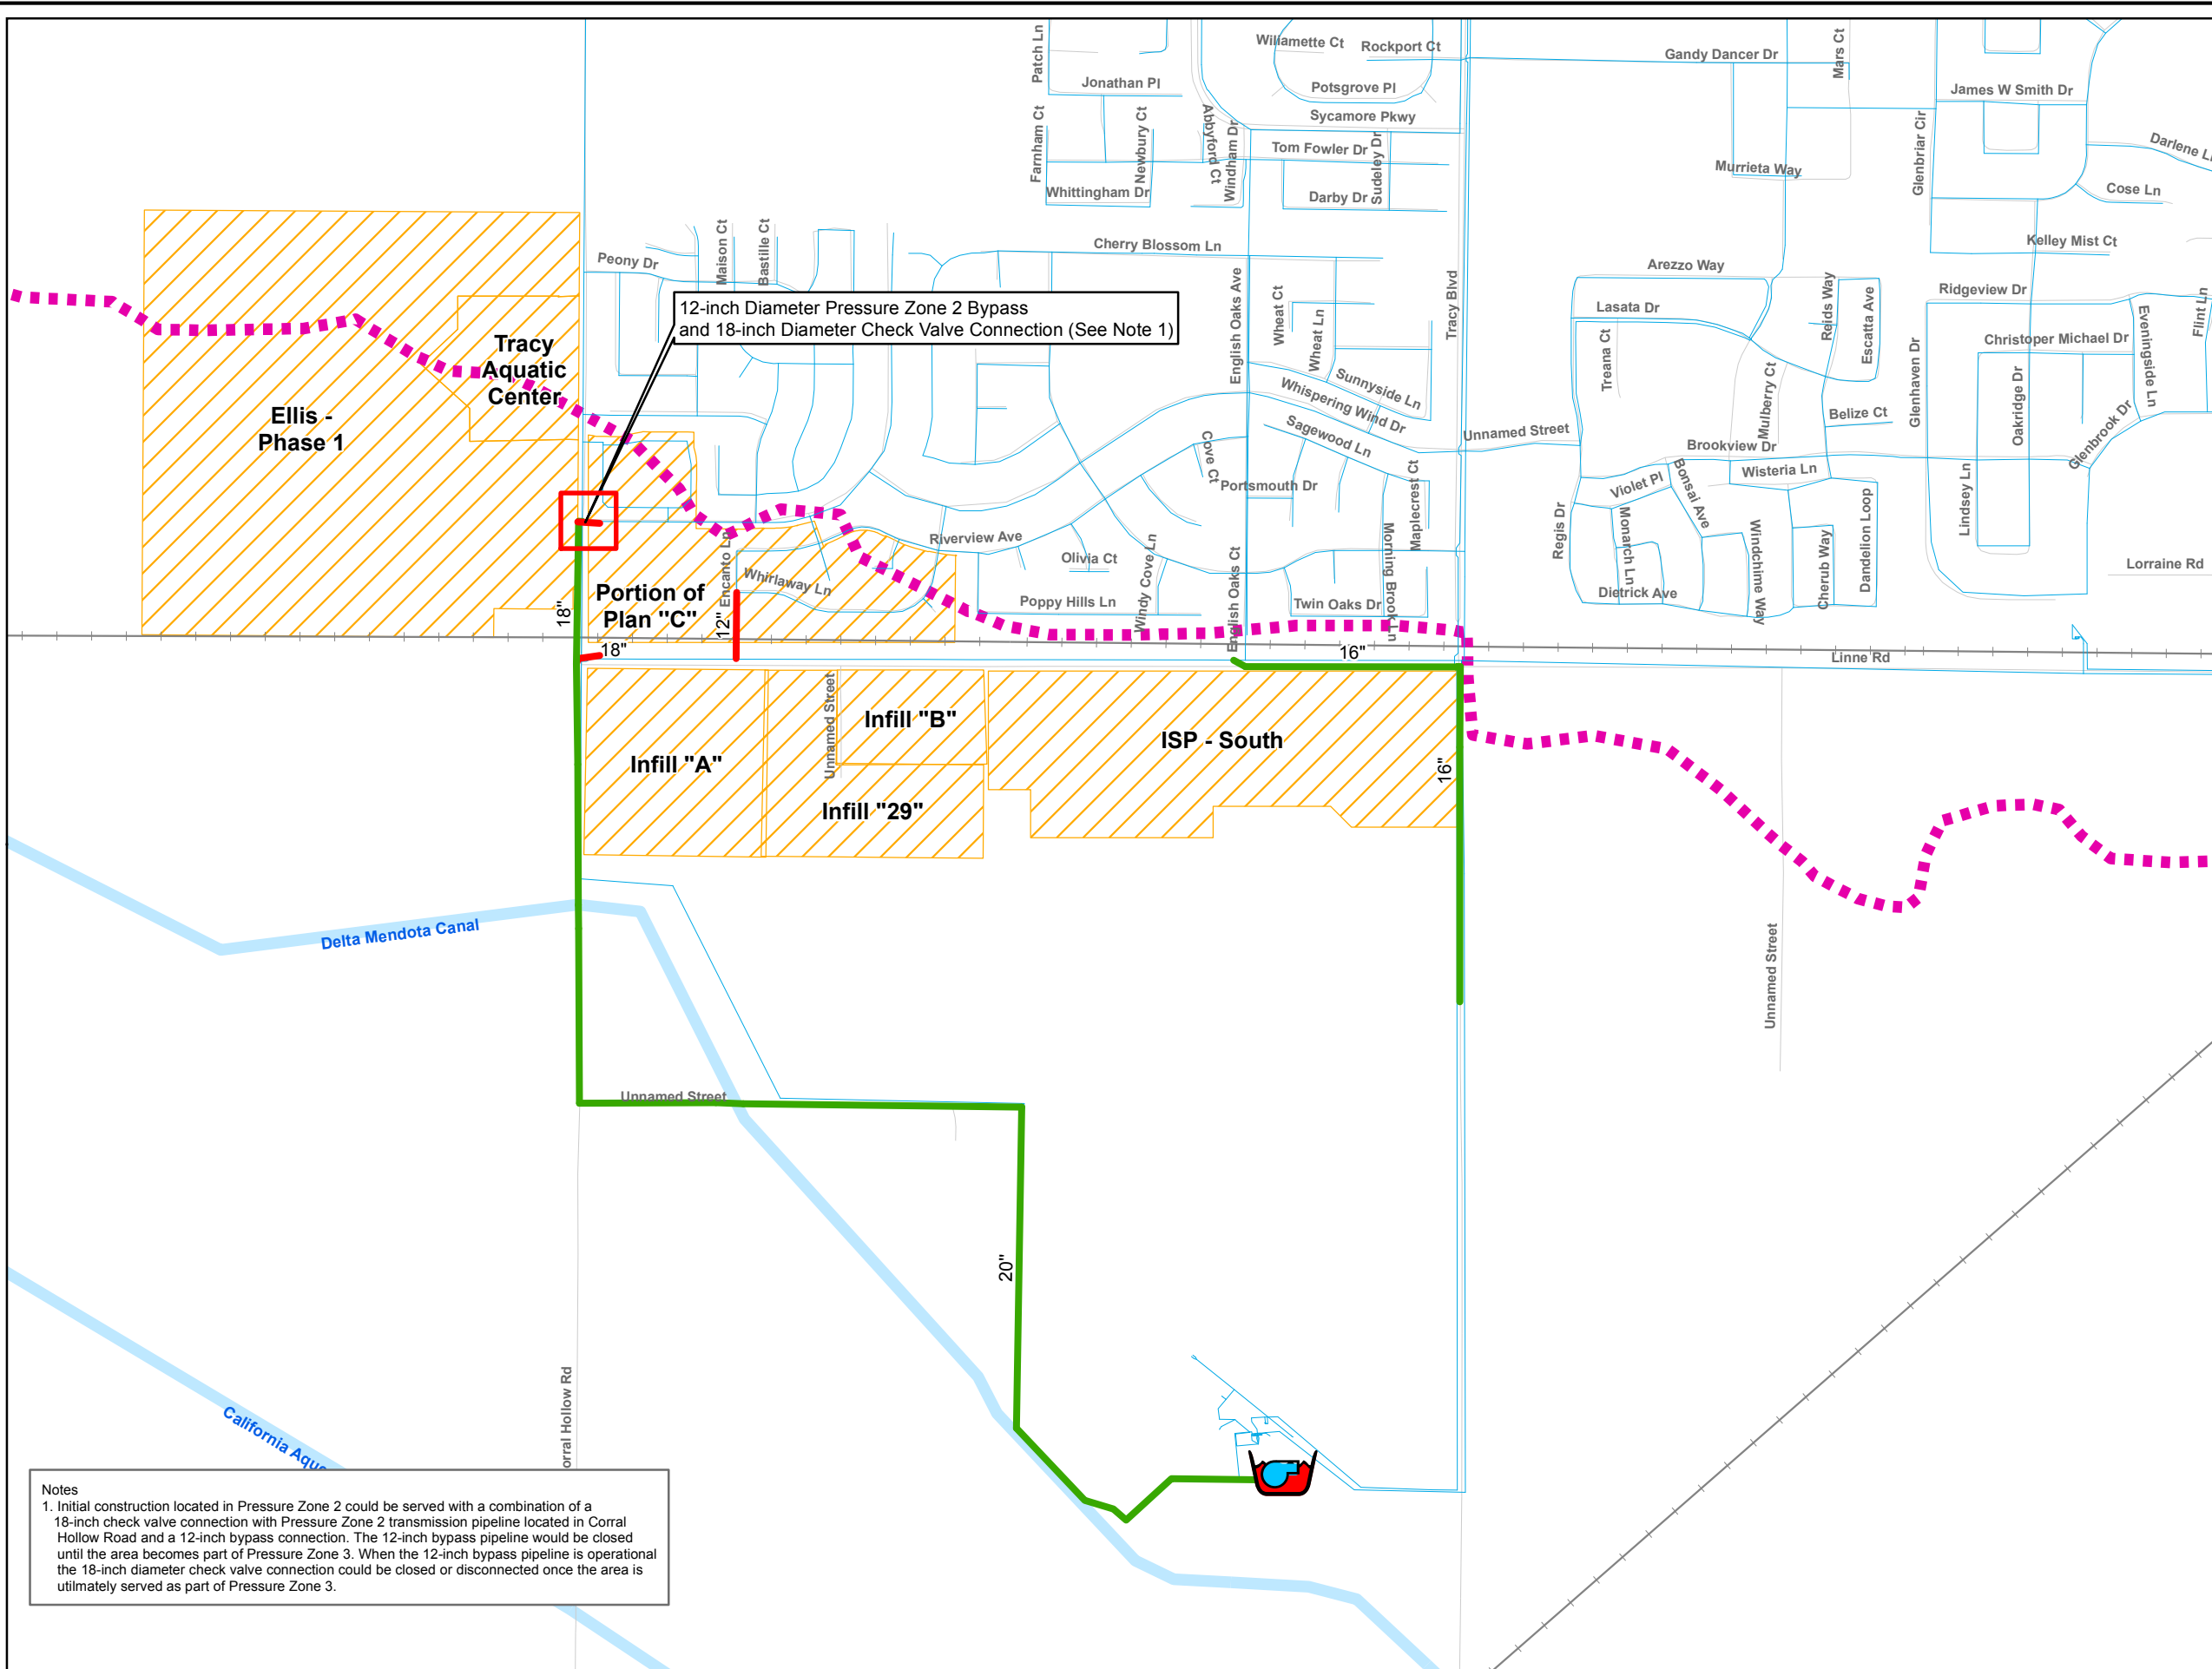 Patch Ln
Willamette Ct
Rockport Ct
Gandy Dancer Dr
Mars Ct
Jonathan Pl
Potsgrove Pl
James W Smith Dr
Farnham Ct
Newbury Ct
Abbyford Ct
Windham Dr
Sycamore Pkwy
Tom Fowler Dr
Sudeley Dr
Glenbriar Cir
Darlene L
Murrieta Way
Whittingham Dr
Darby Dr
Cose Ln
Peony Dr
Maison Ct
Bastille Ct
Cherry Blossom Ln
Kelley Mist Ct
English Oaks Ave
Wheat Ct
Wheat Ln
Tracy Blvd
Arezzo Way
Lasata Dr
Reids Way
Escatta Ave
Ridgeview Dr
Flint Ln
12-inch Diameter Pressure Zone 2 Bypass
and 18-inch Diameter Check Valve Connection (See Note 1)
Tracy
Aquatic
Center
Treana Ct
Christoper Michael Dr
Eveningside Ln
Sunnyside Ln
Whispering Wind Dr
Mulberry Ct
Glenhaven Dr
Oakridge Dr
Ellis -
Phase 1
Belize Ct
Sagewood Ln
Unnamed Street
Brookview Dr
Glenbrook Dr
Cove Ct
Portsmouth Dr
Maplecrest Ct
Violet Pl
Bonsai Ave
Wisteria Ln
Lindsey Ln
Regis Dr
Monarch Ln
Windchime Way
Cherub Way
Dandelion Loop
Riverview Ave
Olivia Ct
Windy Cove Ln
English Oaks Ct
Morning Brook Ln
Lorraine Rd
Encanto Ln
Whirlaway Ln
Portion of
Plan "C"
18"
12"
Poppy Hills Ln
Twin Oaks Dr
Dietrick Ave
18"
16"
Linne Rd
Unnamed Street
Infill "B"
ISP - South
Infill "A"
16"
Infill "29"
Delta Mendota Canal
Unnamed Street
Unnamed Street
20"
orral Hollow Rd
California Aque
Notes
1. Initial construction located in Pressure Zone 2 could be served with a combination of a
18-inch check valve connection with Pressure Zone 2 transmission pipeline located in Corral
Hollow Road and a 12-inch bypass connection. The 12-inch bypass pipeline would be closed
until the area becomes part of Pressure Zone 3. When the 12-inch bypass pipeline is operational
the 18-inch diameter check valve connection could be closed or disconnected once the area is
utilmately served as part of Pressure Zone 3.